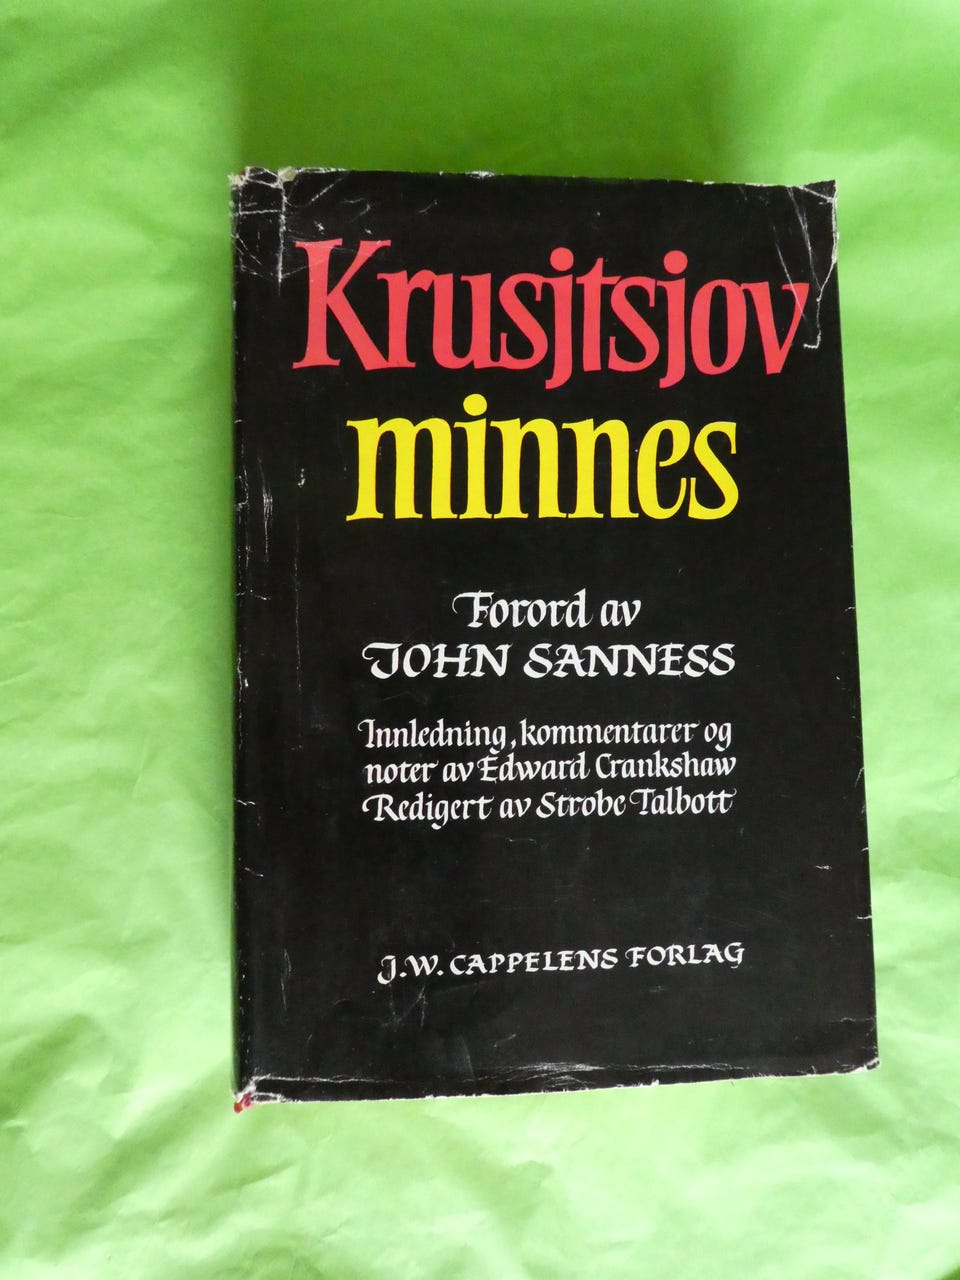 Krusjtsjov
minnes
Forord av
JOHN SANNESS
Innledning, kommentarer og
noter av Edward Crankshaw
Redigert av Strobe Talbott
J.W. CAPPELENS FORLAG